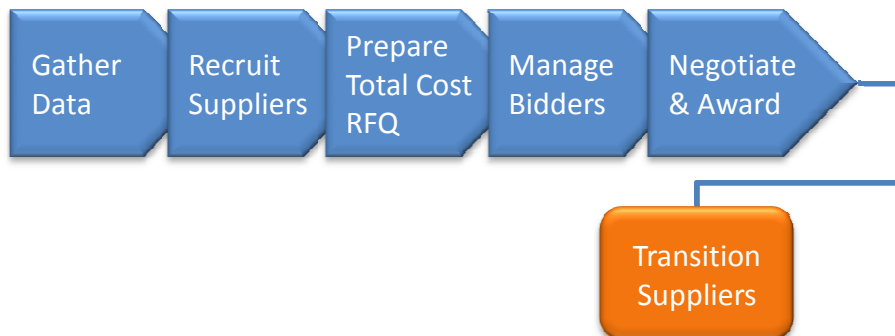 Gather
Data
Recruit
Suppliers
Prepare
Total Cost
RFQ
Manage
Bidders
Negotiate
& Award
Transition
Suppliers